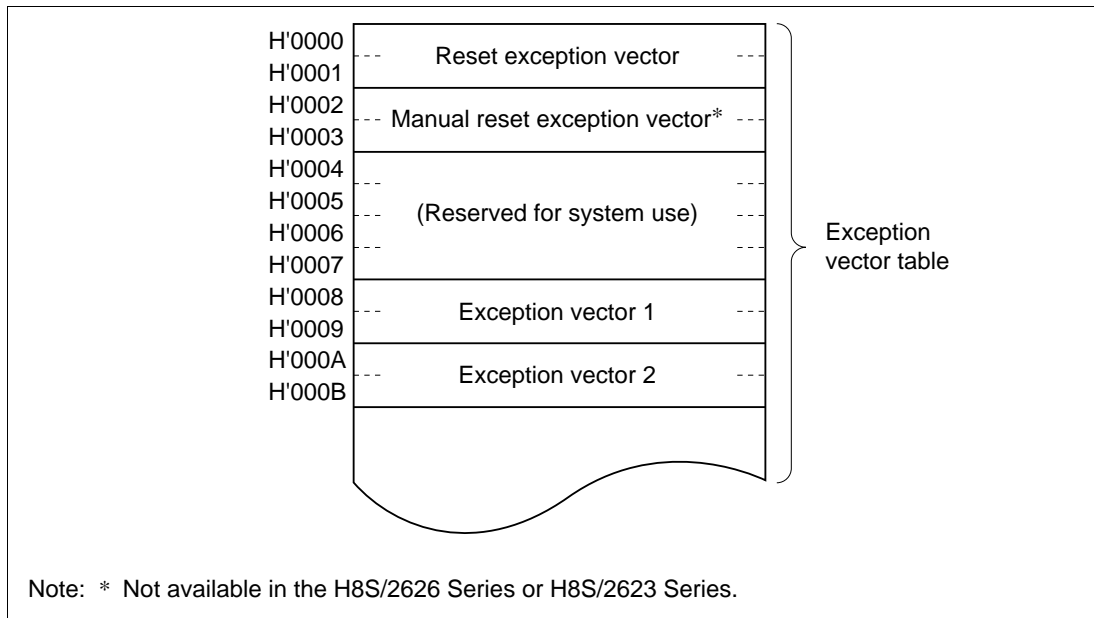 H'0000
Reset exception vector
H'0001
H'0002
Manual reset exception vector*
H'0003
H'0004
H'0005
(Reserved for system use)
H'0006
H'0007
Exception
vector table
H'0008
Exception vector 1
H'0009
H'000A
Exception vector 2
H'000B
Note: * Not available in the H8S/2626 Series or H8S/2623 Series.